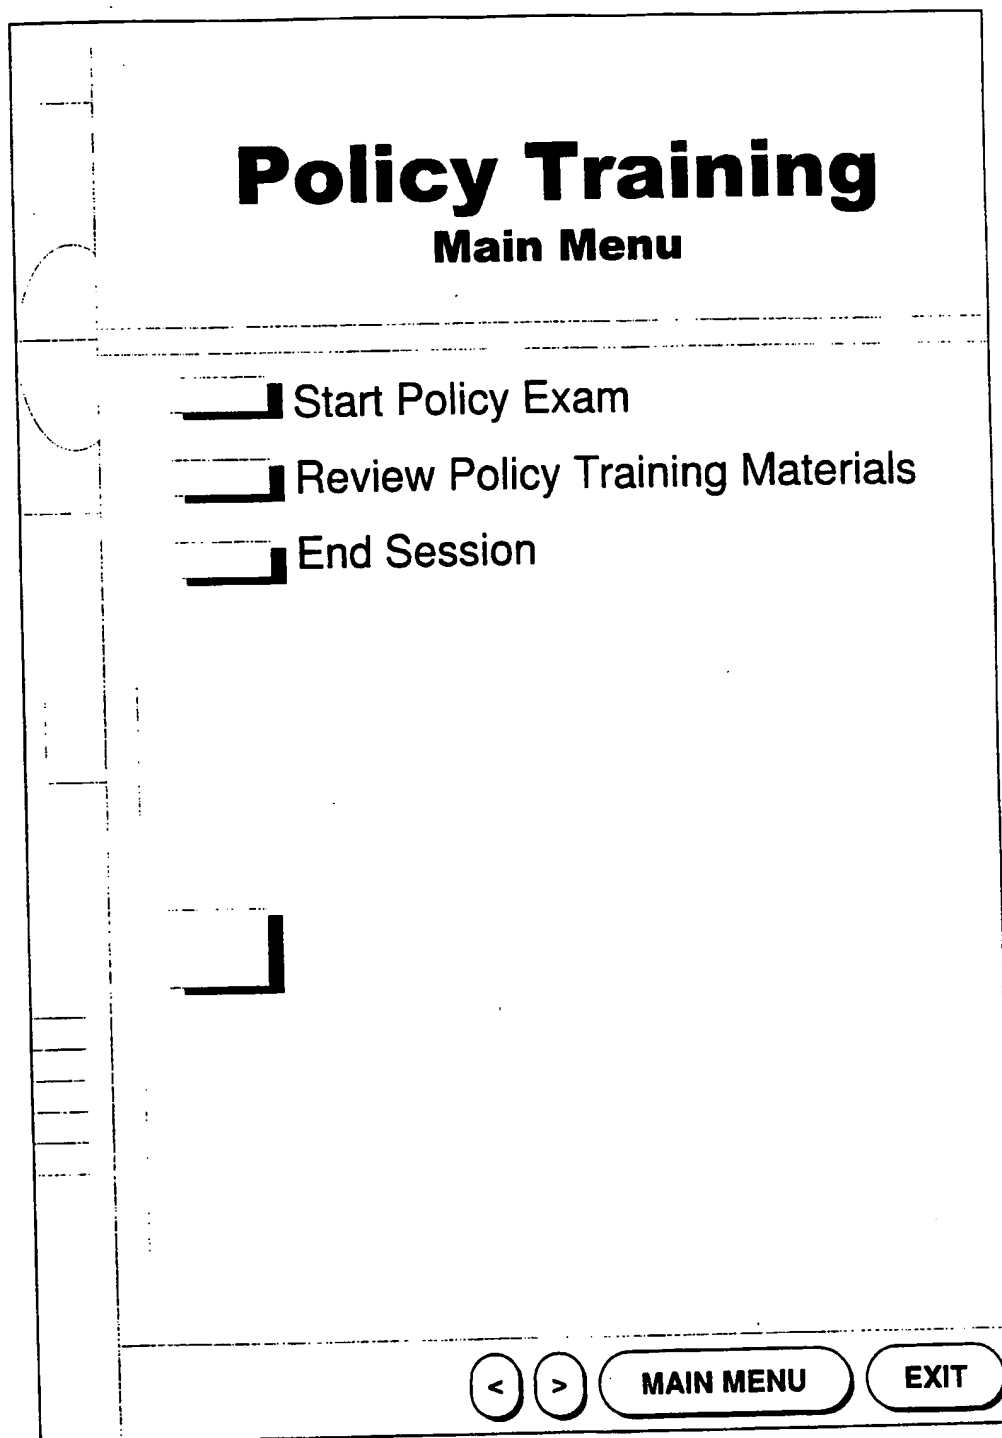 Policy Training
Main Menu
Start Policy Exam
Review Policy Training Materials
End Session
< > MAIN MENU EXIT